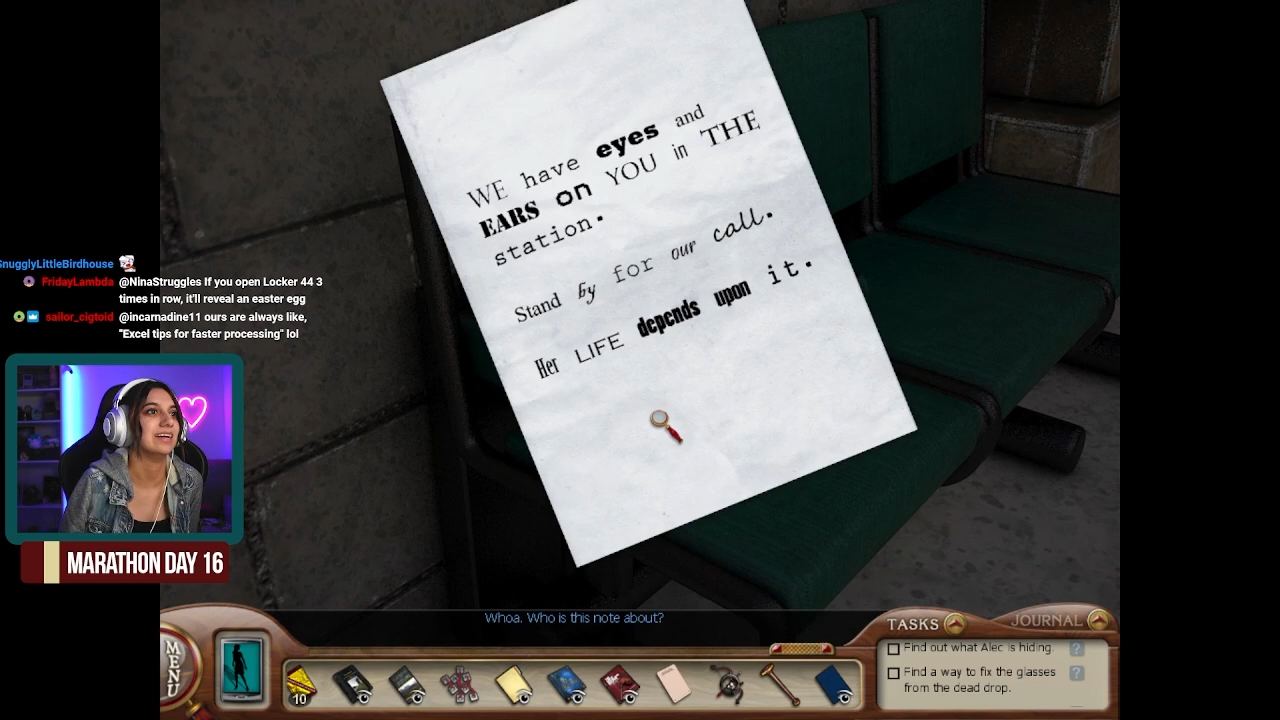 WE have eyes and
EARS on YOU in THE
station.
Stand by for our call.
Her LIFE depends upon it.
SnugglyLittleBirdhouse
FridayLambda @NinaStruggles If you open Locker 44 3
times in row, it'll reveal an easter egg
sailor_cigtoid @incarnadine11 ours are always like,
"Excel tips for faster processing" lol
MARATHON DAY 16
Whoa. Who is this note about?
MENU
10
TASKS
JOURNAL
Find out what Alec is hiding. ?
Find a way to fix the glasses ?
from the dead drop.